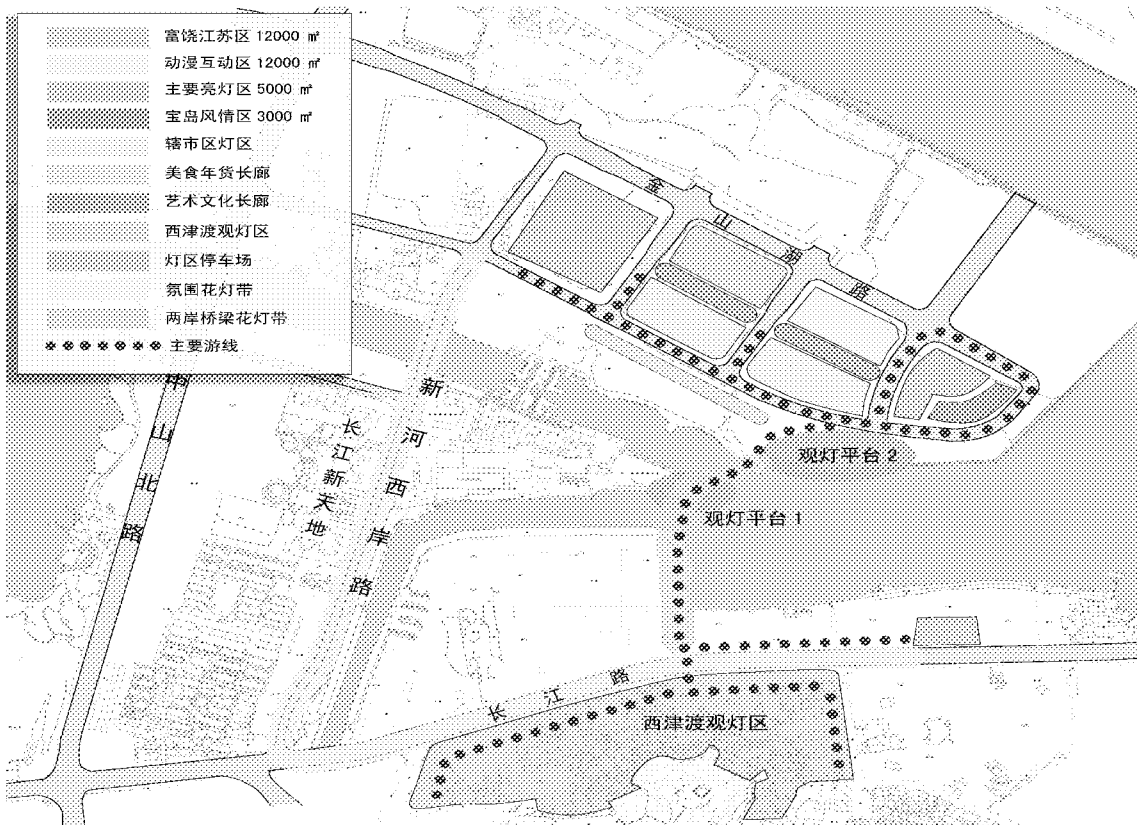 富饶江苏区 12000 ㎡
动漫互动区 12000 ㎡
主要亮灯区 5000 ㎡
宝岛风情区 3000 ㎡
辖市区灯区
美食年货长廊
艺术文化长廊
西津渡观灯区
灯区停车场
氛围花灯带
两岸桥梁花灯带
主要游线
金山湖路
中山北路
新河西岸路
长江新天地
观灯平台 2
观灯平台 1
长江路
西津渡观灯区